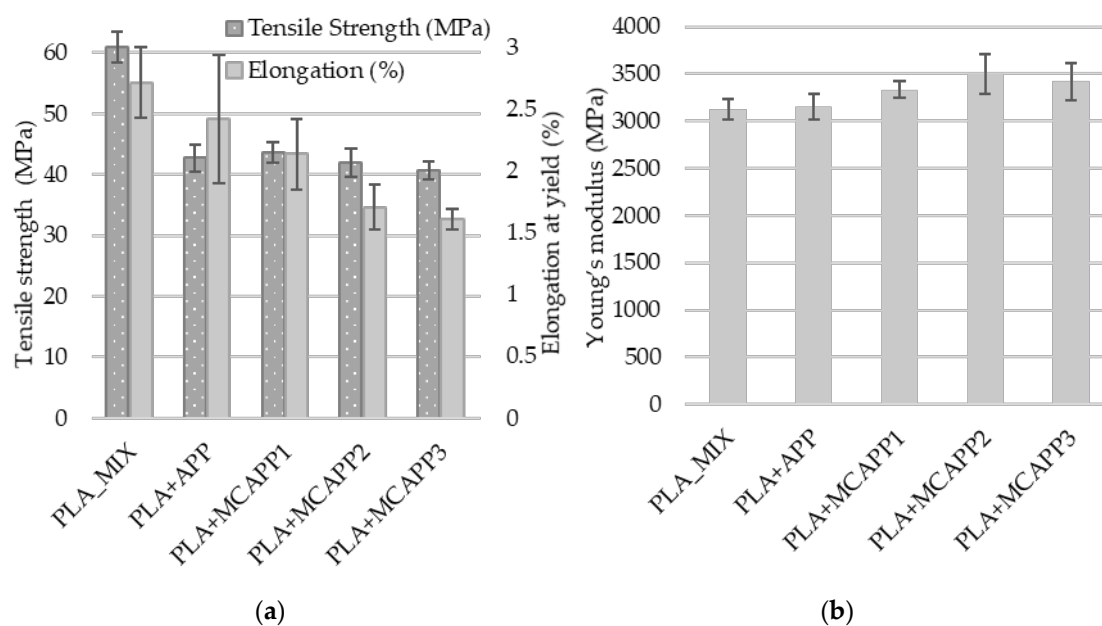 Tensile Strength (MPa)
Elongation (%)
Tensile strength (MPa)
60
50
40
30
20
10
0
3
2.5
2
1.5
1
0.5
0
Elongation at yield (%)
PLA_MIX
PLA+APP
PLA+MCAPP1
PLA+MCAPP2
PLA+MCAPP3
(a)
Young's modulus (MPa)
4000
3500
3000
2500
2000
1500
1000
500
0
PLA_MIX
PLA+APP
PLA+MCAPP1
PLA+MCAPP2
PLA+MCAPP3
(b)